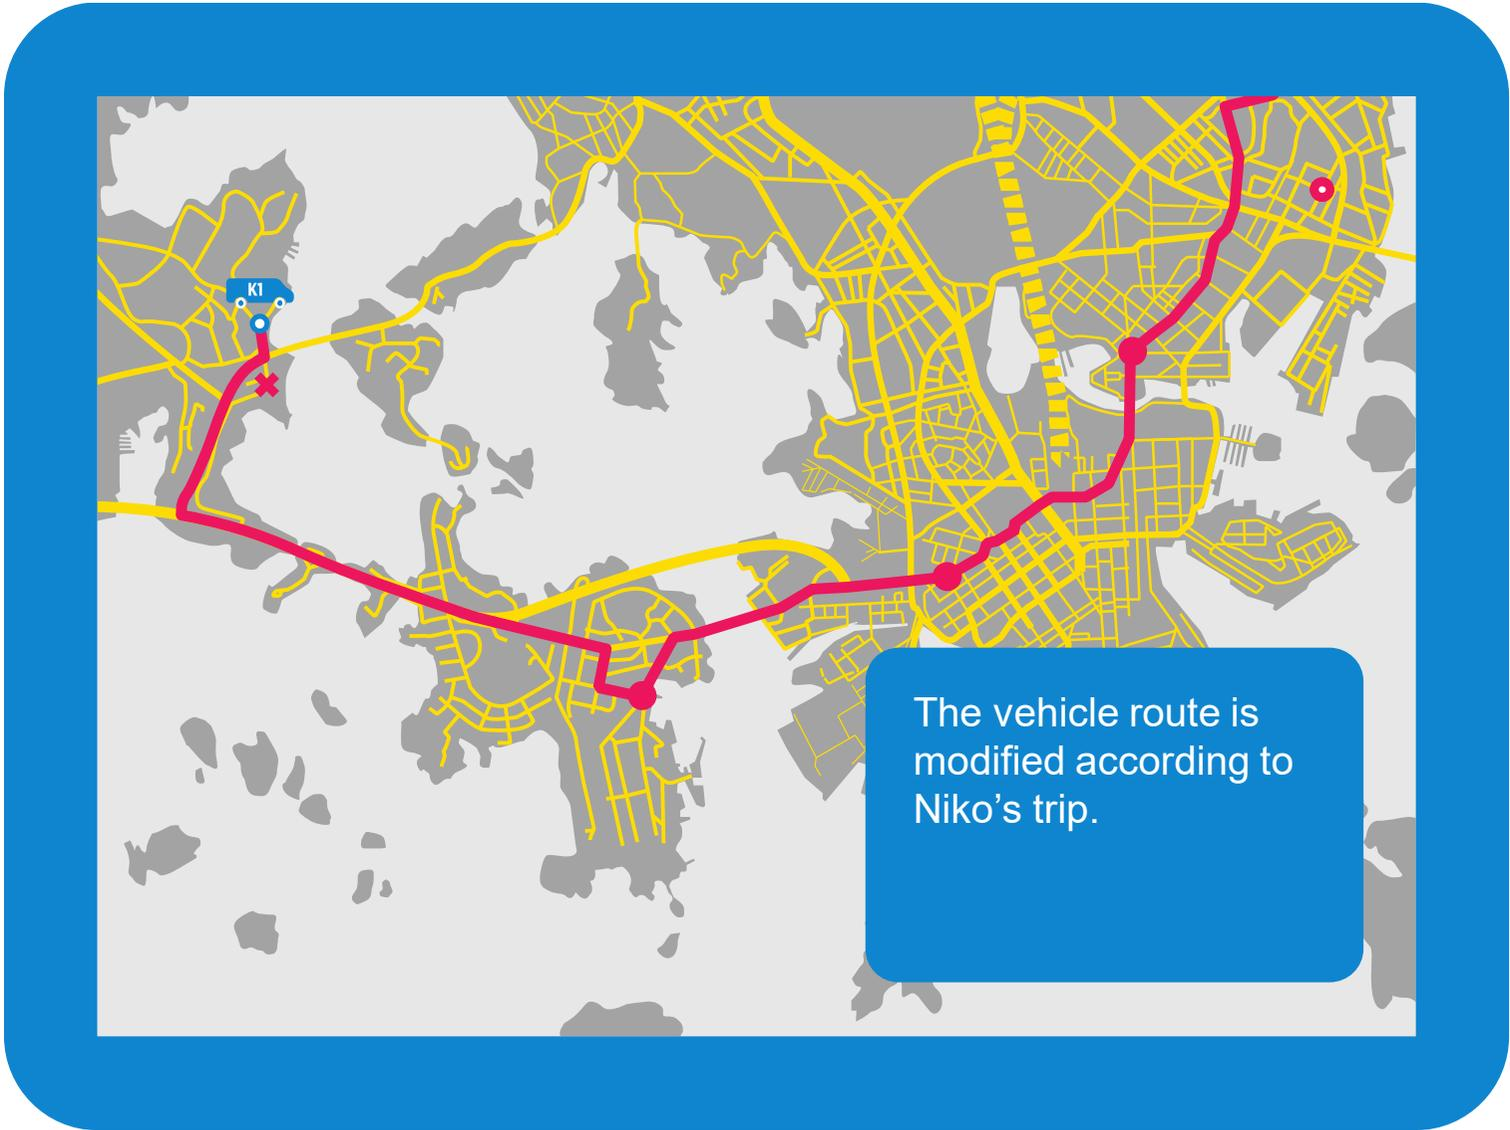 K1
The vehicle route is
modified according to
Niko’s trip.